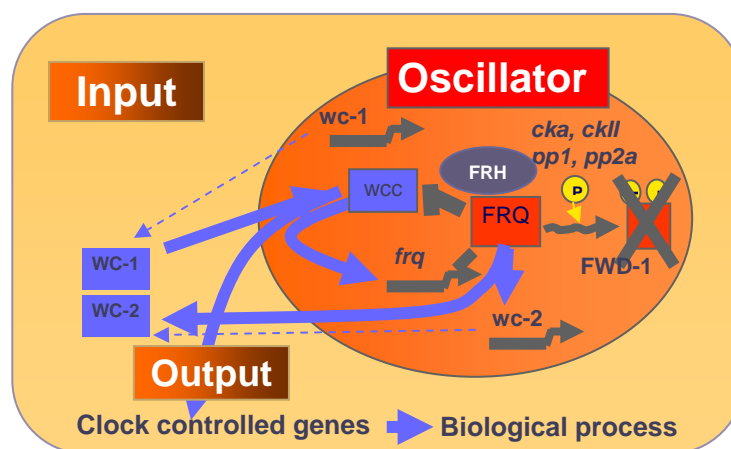 Input
Oscillator
wc-1
cka, ckII
pp1, pp2a
FRH
P
WCC
FRQ
FWD-1
frq
WC-1
WC-2
wc-2
Output
Clock controlled genes
Biological process